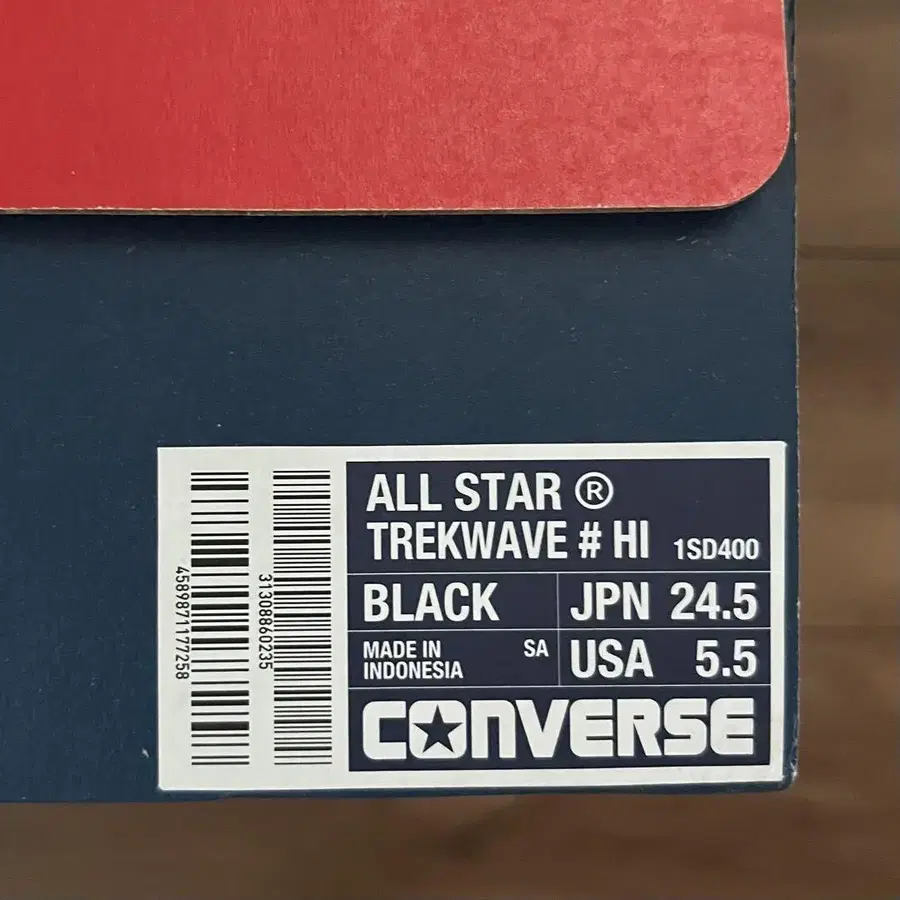 ALL STAR ®
TREKWAVE # HI 1SD400
BLACK JPN 24.5
MADE IN INDONESIA SA USA 5.5
CONVERSE
4589871177258
31308860235